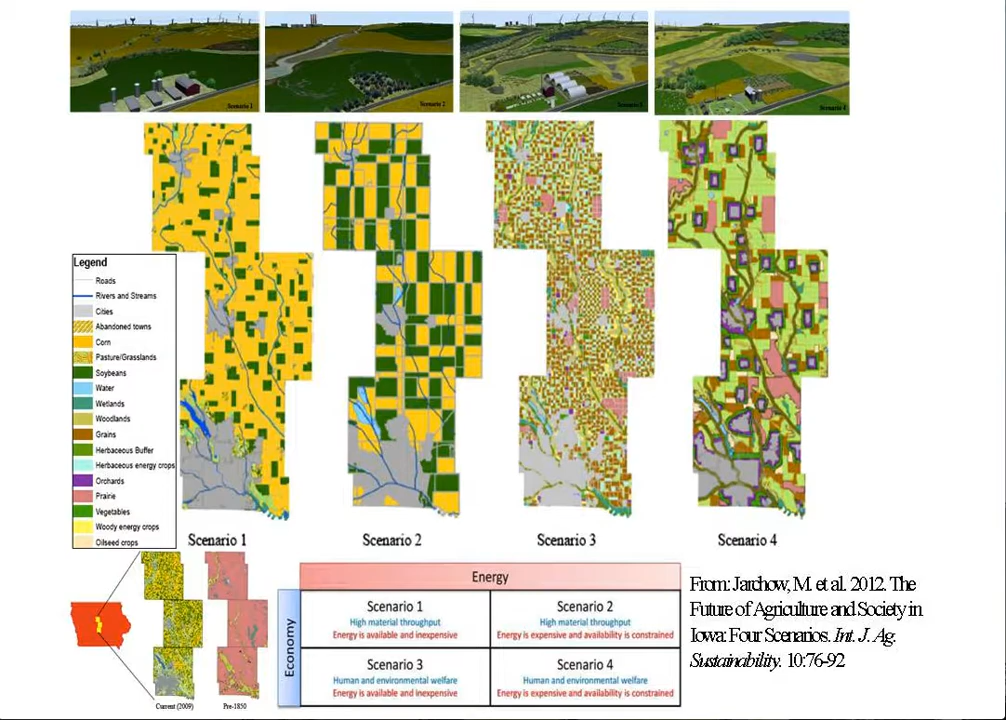 Scenario 1
Scenario 2
Scenario 3
Scenario 4
Legend
Roads
Rivers and Streams
Cities
Abandoned towns
Corn
Pasture/Grasslands
Soybeans
Water
Wetlands
Woodlands
Grains
Herbaceous Buffer
Herbaceous energy crops
Orchards
Prairie
Vegetables
Woody energy crops
Oilseed crops
Scenario 1
Scenario 2
Scenario 3
Scenario 4
Current (2009)
Pre-1850
Energy
Economy
Scenario 1
High material throughput
Energy is available and inexpensive
Scenario 2
High material throughput
Energy is expensive and availability is constrained
Scenario 3
Human and environmental welfare
Energy is available and inexpensive
Scenario 4
Human and environmental welfare
Energy is expensive and availability is constrained
From: Jarchow, M. et al. 2012. The
Future of Agriculture and Society in
Iowa: Four Scenarios. Int. J. Ag.
Sustainability. 10:76-92